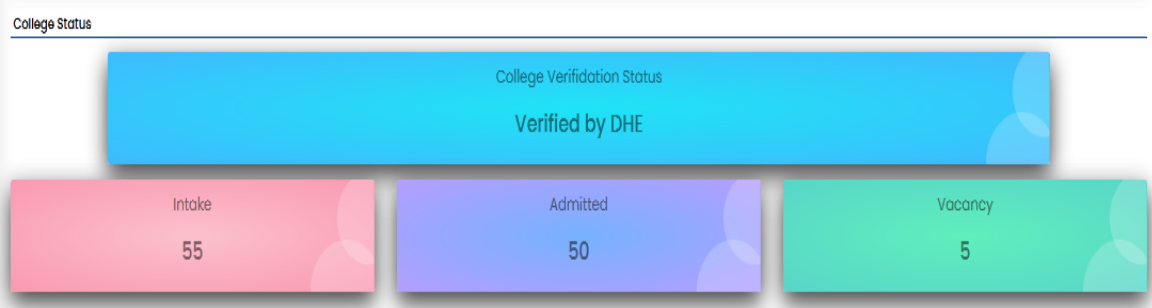 College Status
College Verifidation Status
Verified by DHE
Intake
55
Admitted
50
Vacancy
5